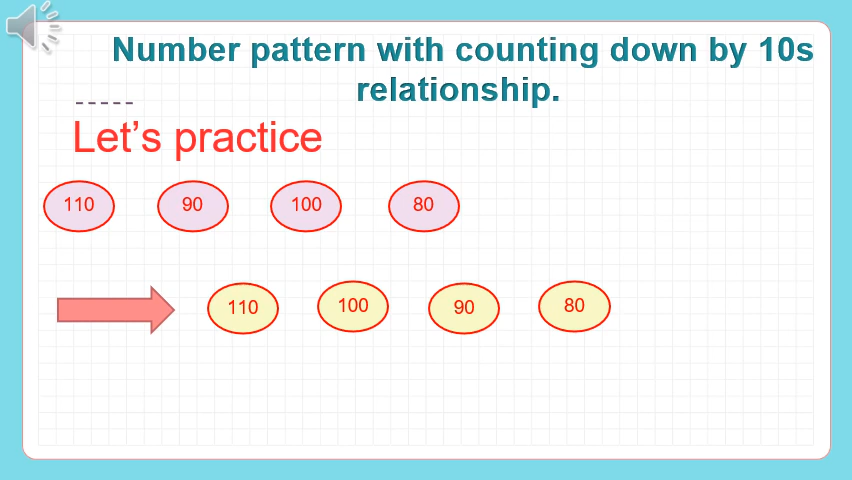 Number pattern with counting down by 10s
relationship.
Let's practice
110 90 100 80
110 100 90 80